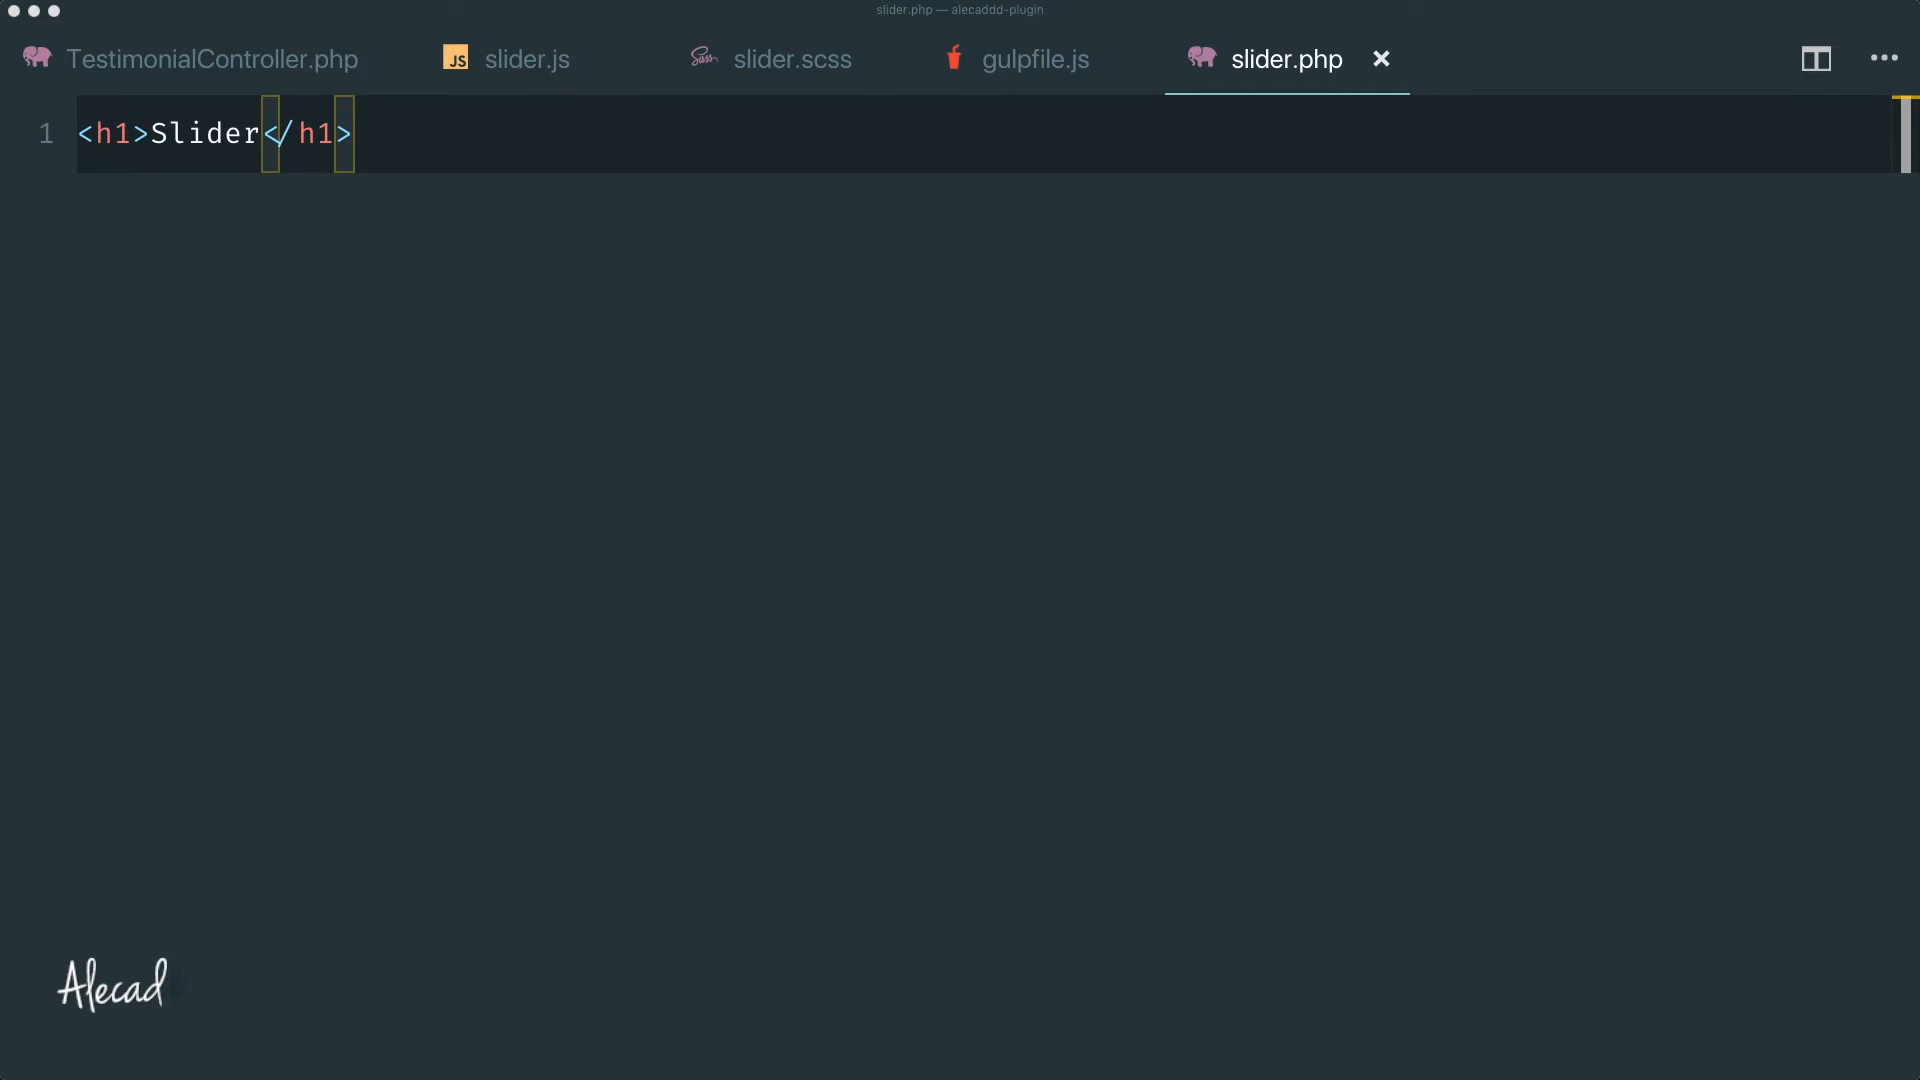 slider.php — alecaddd-plugin
TestimonialController.php
JS slider.js
Sass slider.scss
gulpfile.js
slider.php
1 <h1>Slider</h1>
Alecad